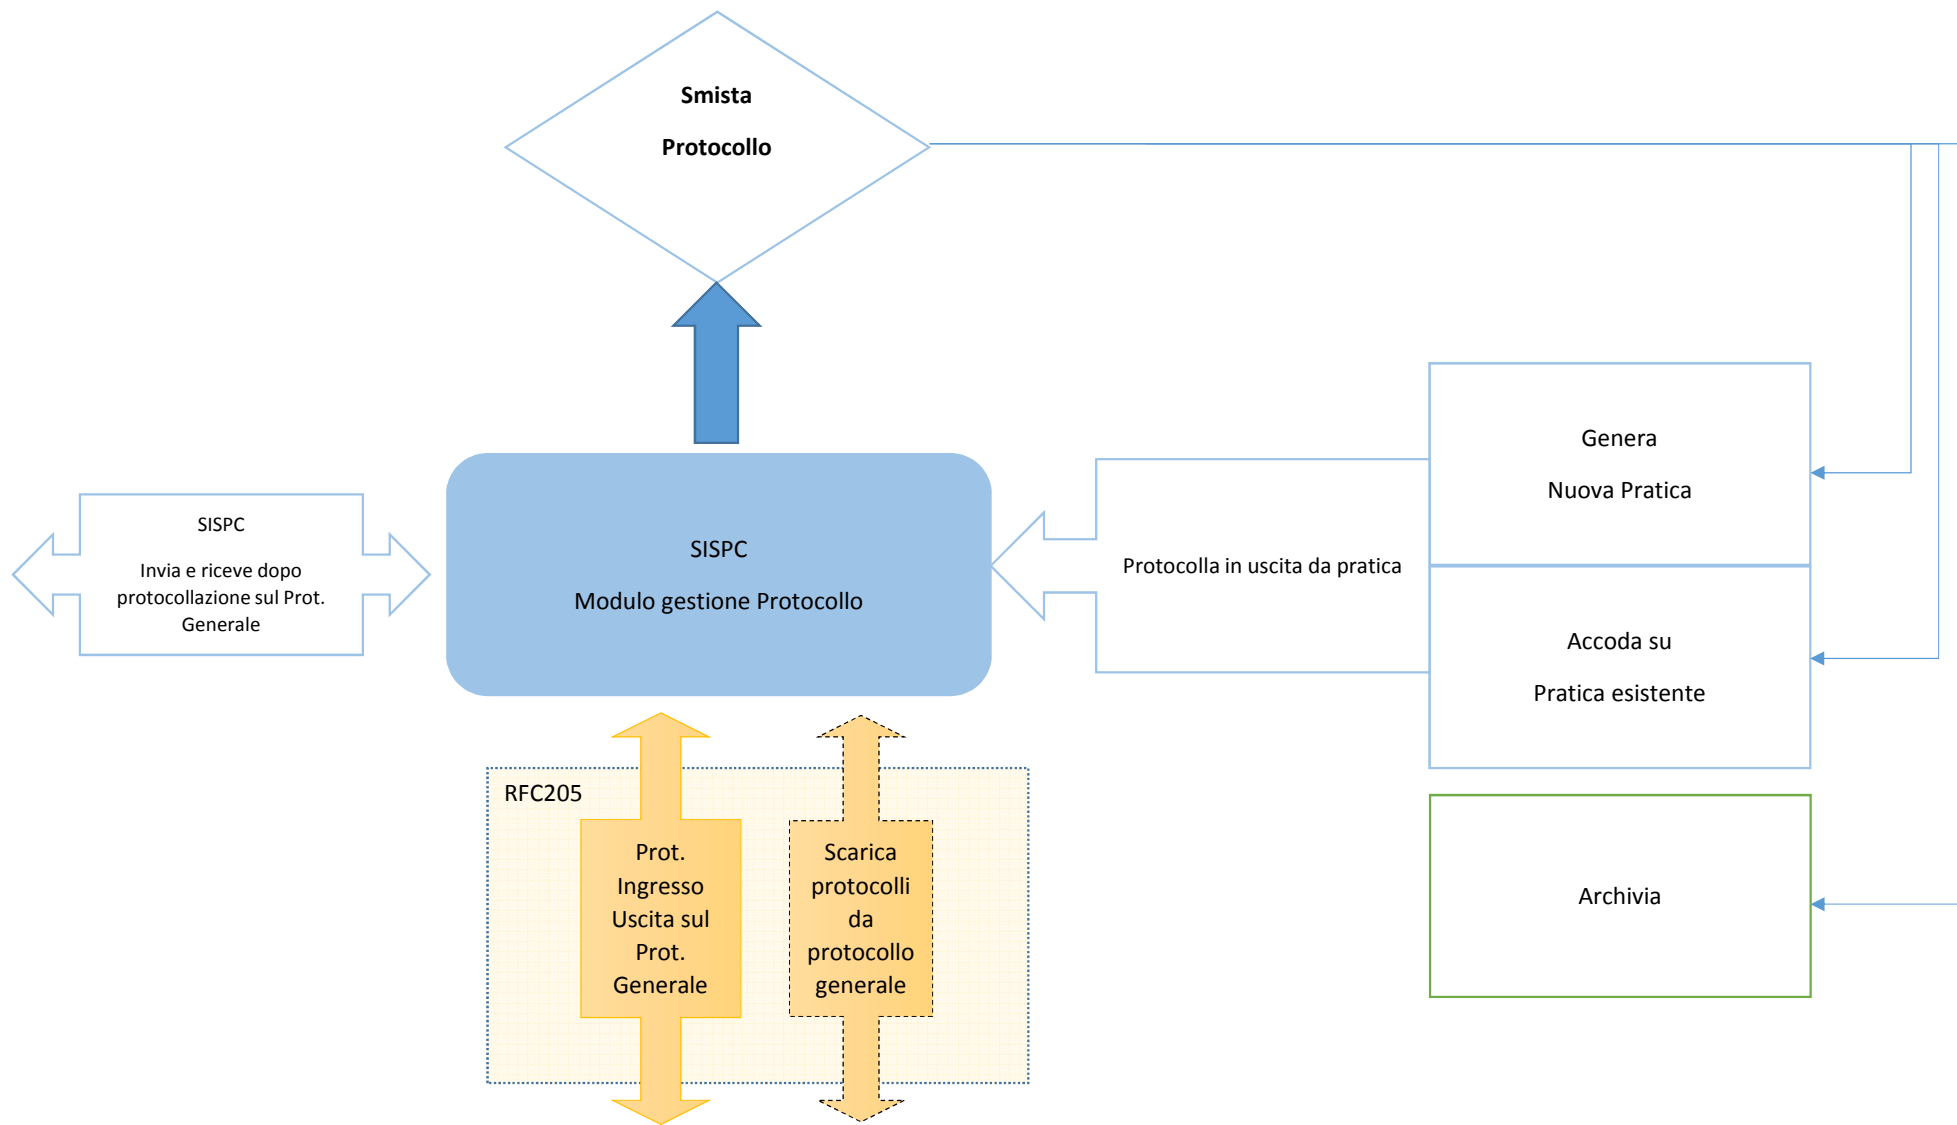 Smista
Protocollo
Genera
Nuova Pratica
SISPC
Invia e riceve dopo
protocollazione sul Prot.
Generale
SISPC
Modulo gestione Protocollo
Protocolla in uscita da pratica
Accoda su
Pratica esistente
RFC205
Prot.
Ingresso
Uscita sul
Prot.
Generale
Scarica
protocolli
da
protocollo
generale
Archivia